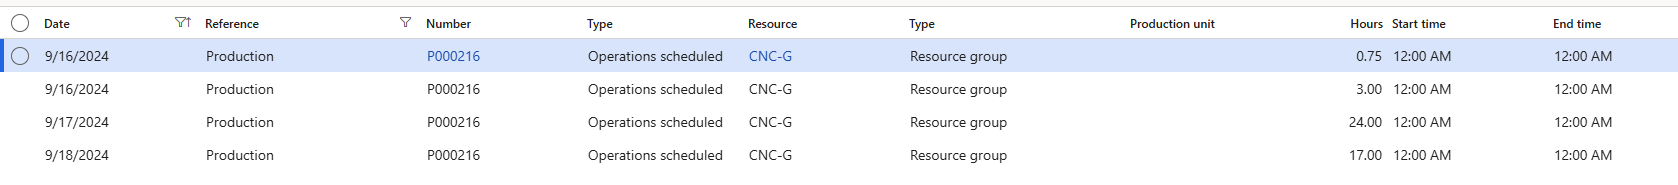 Date Reference Number Type Resource Type Production unit Hours Start time End time
9/16/2024 Production P000216 Operations scheduled CNC-G Resource group 0.75 12:00 AM 12:00 AM
9/16/2024 Production P000216 Operations scheduled CNC-G Resource group 3.00 12:00 AM 12:00 AM
9/17/2024 Production P000216 Operations scheduled CNC-G Resource group 24.00 12:00 AM 12:00 AM
9/18/2024 Production P000216 Operations scheduled CNC-G Resource group 17.00 12:00 AM 12:00 AM